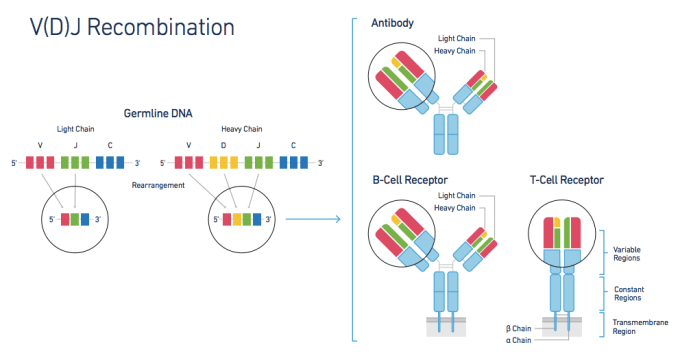 V(D)J Recombination
Germline DNA
Light Chain
V J C
5' 3'
Heavy Chain
V D J C
5' 3'
Rearrangement
5' 3'
5' 3'
Antibody
Light Chain
Heavy Chain
B-Cell Receptor
Light Chain
Heavy Chain
T-Cell Receptor
Variable
Regions
Constant
Regions
Transmembrane
Region
β Chain
α Chain